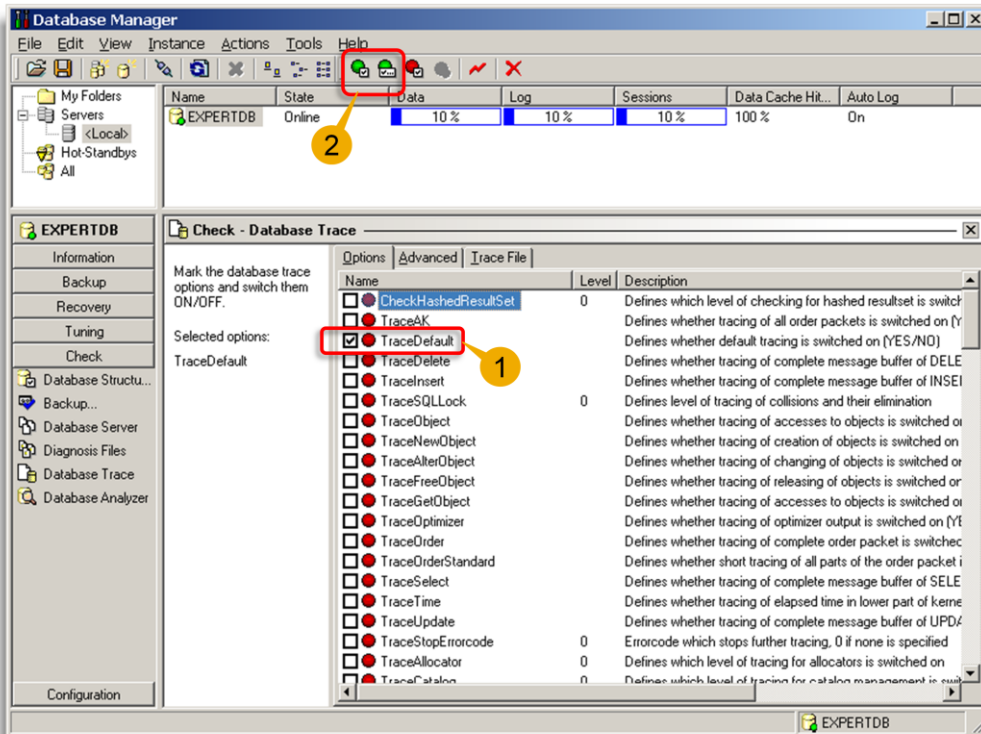 Database Manager
File Edit View Instance Actions Tools Help
2
My Folders
Servers
<Local>
Hot-Standbys
All
Name State Data Log Sessions Data Cache Hit... Auto Log
EXPERTDB Online 10 % 10 % 10 % 100 % On
EXPERTDB
Information
Backup
Recovery
Tuning
Check
Database Structu...
Backup...
Database Server
Diagnosis Files
Database Trace
Database Analyzer
Configuration
Check - Database Trace
Mark the database trace
options and switch them
ON/OFF.
Selected options:
TraceDefault
Options Advanced Trace File
Name Level Description
CheckHashedResultSet 0 Defines which level of checking for hashed resultset is switch
TraceAK Defines whether tracing of all order packets is switched on (Y
TraceDefault Defines whether default tracing is switched on (YES/NO)
1
TraceDelete Defines whether tracing of complete message buffer of DELE
TraceInsert Defines whether tracing of complete message buffer of INSE
TraceSQLLock 0 Defines level of tracing of collisions and their elimination
TraceObject Defines whether tracing of accesses to objects is switched o
TraceNewObject Defines whether tracing of creation of objects is switched on
TraceAlterObject Defines whether tracing of changing of objects is switched or
TraceFreeObject Defines whether tracing of releasing of objects is switched or
TraceGetObject Defines whether tracing of accesses to objects is switched o
TraceOptimizer Defines whether tracing of optimizer output is switched on (YE
TraceOrder Defines whether tracing of complete order packet is switched
TraceOrderStandard Defines whether short tracing of all parts of the order packet i
TraceSelect Defines whether tracing of complete message buffer of SELE
TraceTime Defines whether tracing of elapsed time in lower part of kerne
TraceUpdate Defines whether tracing of complete message buffer of UPDA
TraceStopErrorcode 0 Errorcode which stops further tracing, 0 if none is specified
TraceAllocator 0 Defines which level of tracing for allocators is switched on
TraceCatalog 0 Defines which level of tracing for catalog management is swit
EXPERTDB